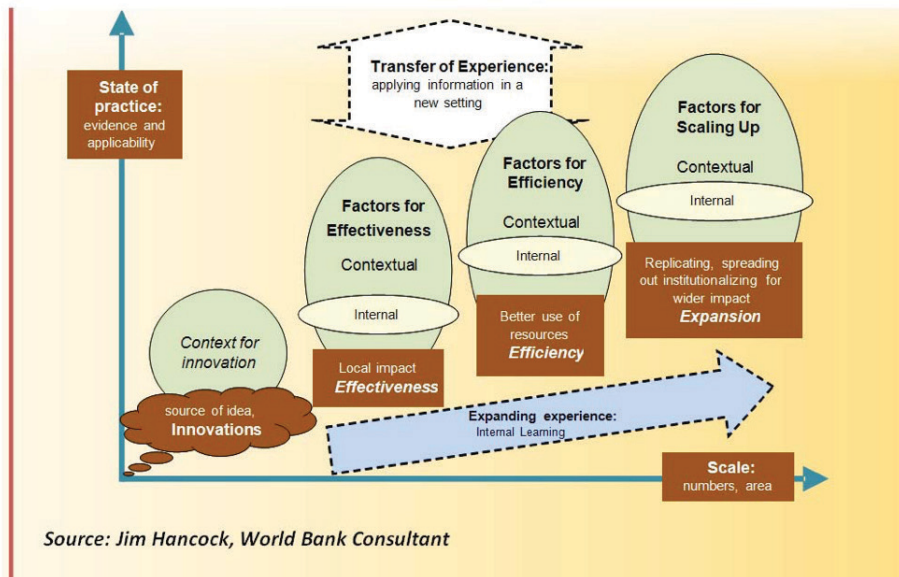 State of
practice:
evidence and
applicability
Transfer of Experience:
applying information in a
new setting
Context for
innovation
source of idea,
Innovations
Factors for
Effectiveness
Contextual
Internal
Local impact
Effectiveness
Factors for
Efficiency
Contextual
Internal
Better use of
resources
Efficiency
Factors for
Scaling Up
Contextual
Internal
Replicating, spreading
out institutionalizing for
wider impact
Expansion
Expanding experience:
Internal Learning
Scale:
numbers, area
Source: Jim Hancock, World Bank Consultant